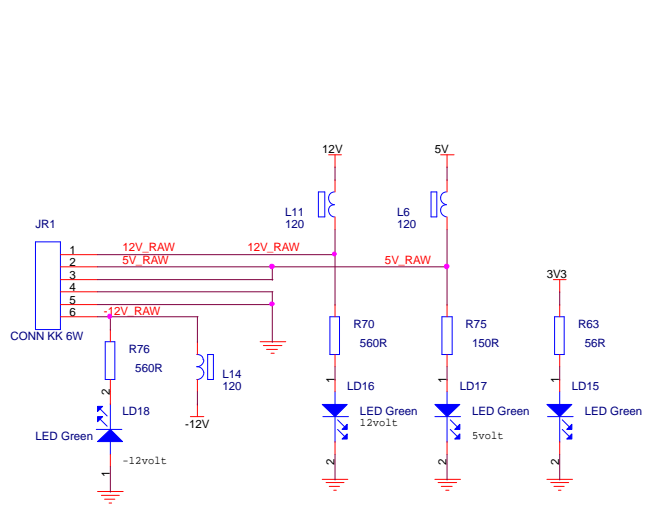 12V
5V
L11
120
L6
120
JR1
1
2
3
4
5
6
12V_RAW
12V_RAW
5V_RAW
5V_RAW
-12V_RAW
CONN KK 6W
3V3
R76
560R
L14
120
-12V
R70
560R
R75
150R
R63
56R
2
LD18
LED Green
-12volt
1
1
LD16
LED Green
12volt
2
1
LD17
LED Green
5volt
2
1
LD15
LED Green
2